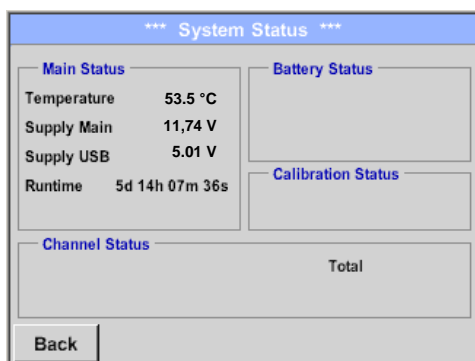 *** System Status ***
Main Status
Temperature 53.5 °C
Supply Main 11,74 V
Supply USB 5.01 V
Runtime 5d 14h 07m 36s
Battery Status
Calibration Status
Channel Status
Total
Back